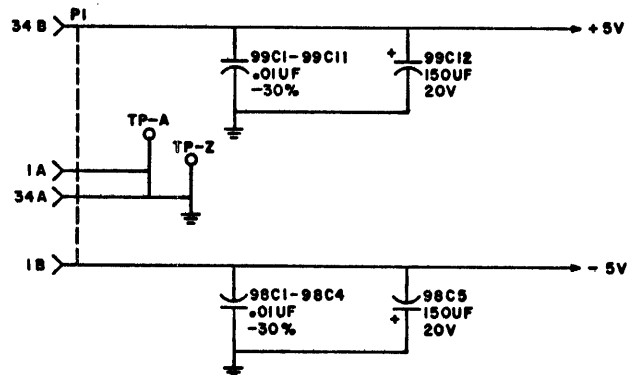 34B P1 +5V
+ 99C1-99C11 99C12
.01UF 150UF
-30% 20V
TP-A
TP-Z
1A
34A
1B -5V
98C1-98C4 98C5
.01UF + 150UF
-30% 20V